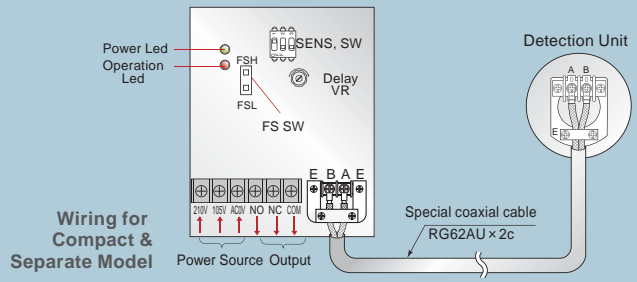 Power Led
Operation
Led
FSH
FSL
FS SW
SENS, SW
Delay
VR
Detection Unit
A B
E
E B A E
210V 105V AC0V NO NC COM
Power Source Output
Wiring for
Compact &
Separate Model
Special coaxial cable
RG62AU×2c